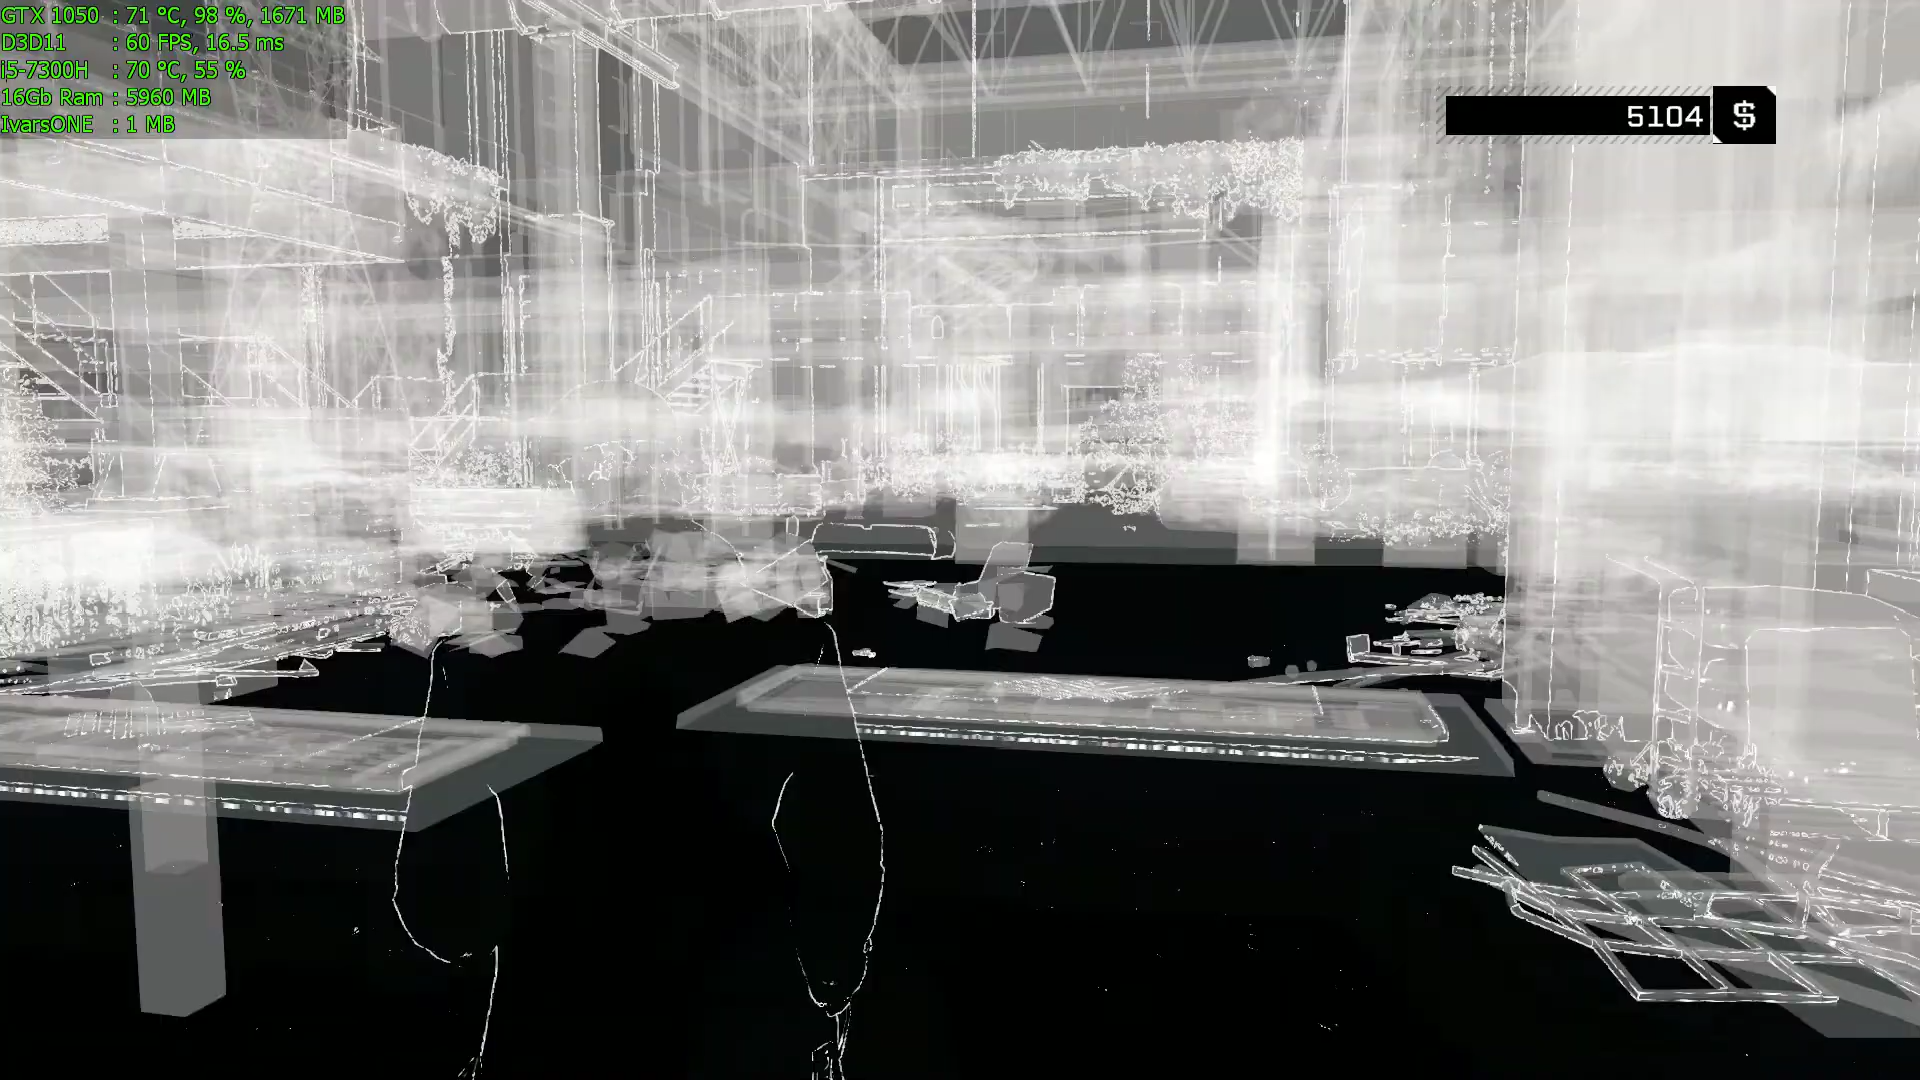 GTX 1050 : 71 °C, 98 %, 1671 MB
D3D11 : 60 FPS, 16.5 ms
i5-7300H : 70 °C, 55 %
16Gb Ram : 5960 MB
IvarsONE : 1 MB
5104 $